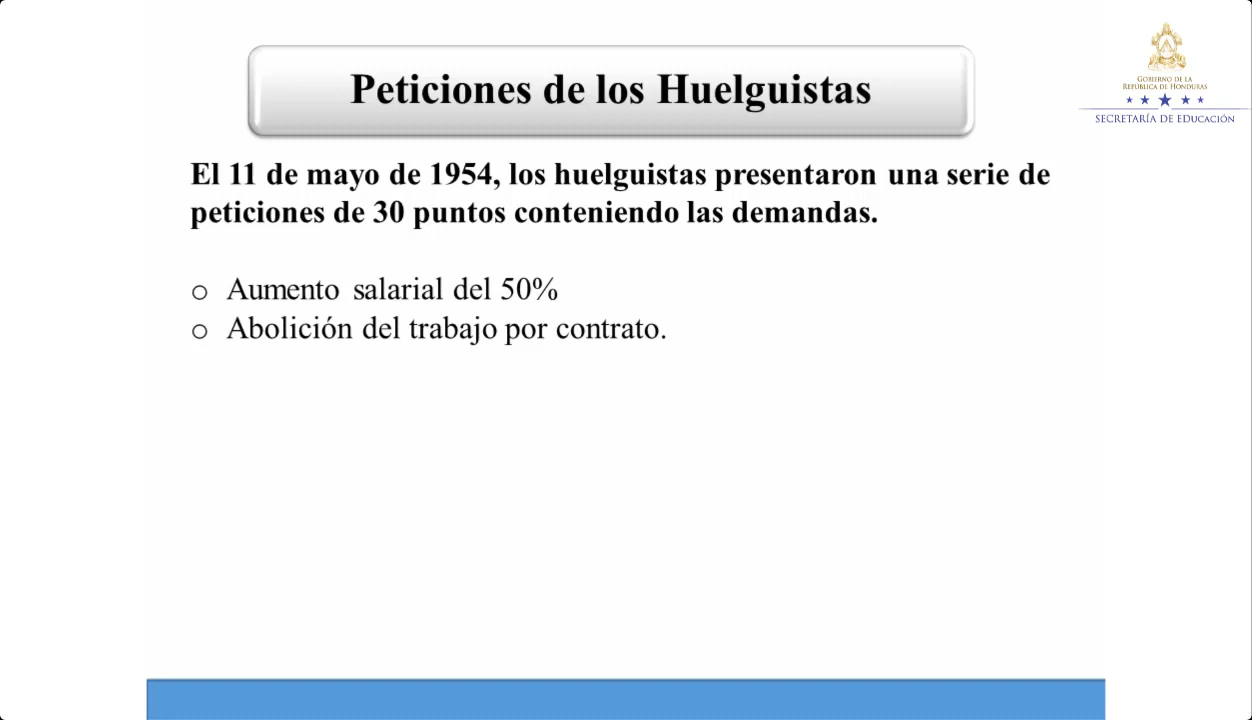 Peticiones de los Huelguistas
GOBIERNO DE LA
REPÚBLICA DE HONDURAS
SECRETARÍA DE EDUCACIÓN
El 11 de mayo de 1954, los huelguistas presentaron una serie de
peticiones de 30 puntos conteniendo las demandas.
o Aumento salarial del 50%
o Abolición del trabajo por contrato.